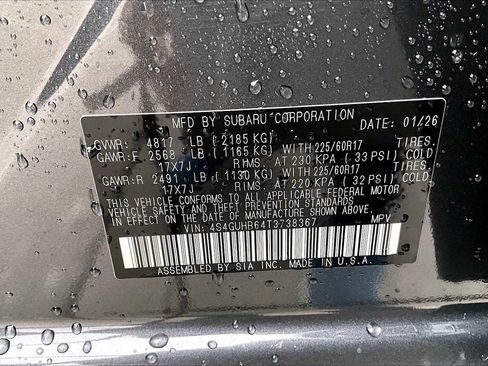 MFD BY SUBARU CORPORATION DATE: 01/26
GVWR: 4817 LB ( 2185 KG)
GAWR:F 2568 LB ( 1165 KG) WITH 225/60R17 TIRES.
17X7J RIMS. AT 230 KPA ( 33 PSI) COLD
GAWR:R 2491 LB ( 1130 KG) WITH 225/60R17 TIRES.
17X7J RIMS. AT 220 KPA ( 32 PSI) COLD
THIS VEHICLE CONFORMS TO ALL APPLICABLE FEDERAL MOTOR
VEHICLE SAFETY AND BUMPER STANDARDS
IN EFFECT ON THE DATE OF MANUFACTURE SHOWN ABOVE.
VIN: 4S4GUHB64T3738367 MPV
ASSEMBLED BY SIA INC. MADE IN U.S.A.